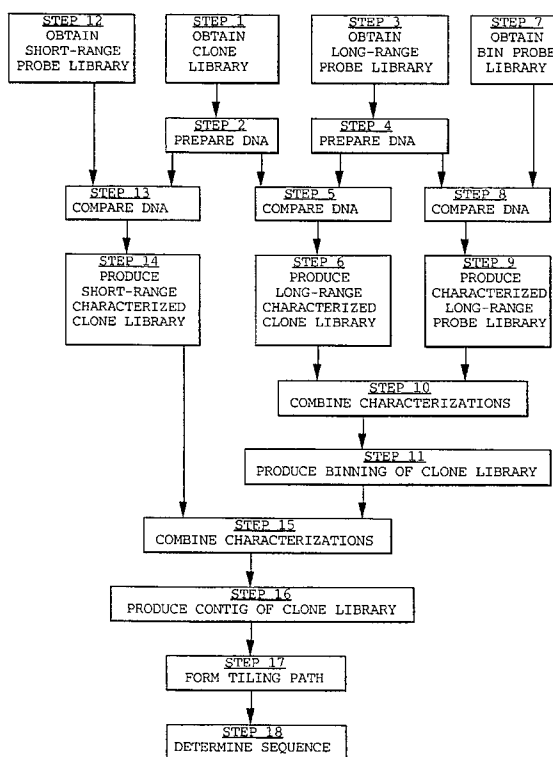 STEP 12
OBTAIN
SHORT-RANGE
PROBE LIBRARY
STEP 1
OBTAIN
CLONE
LIBRARY
STEP 3
OBTAIN
LONG-RANGE
PROBE LIBRARY
STEP 7
OBTAIN
BIN PROBE
LIBRARY
STEP 2
PREPARE DNA
STEP 4
PREPARE DNA
STEP 13
COMPARE DNA
STEP 5
COMPARE DNA
STEP 8
COMPARE DNA
STEP 14
PRODUCE
SHORT-RANGE
CHARACTERIZED
CLONE LIBRARY
STEP 6
PRODUCE
LONG-RANGE
CHARACTERIZED
CLONE LIBRARY
STEP 9
PRODUCE
CHARACTERIZED
LONG-RANGE
PROBE LIBRARY
STEP 10
COMBINE CHARACTERIZATIONS
STEP 11
PRODUCE BINNING OF CLONE LIBRARY
STEP 15
COMBINE CHARACTERIZATIONS
STEP 16
PRODUCE CONTIG OF CLONE LIBRARY
STEP 17
FORM TILING PATH
STEP 18
DETERMINE SEQUENCE